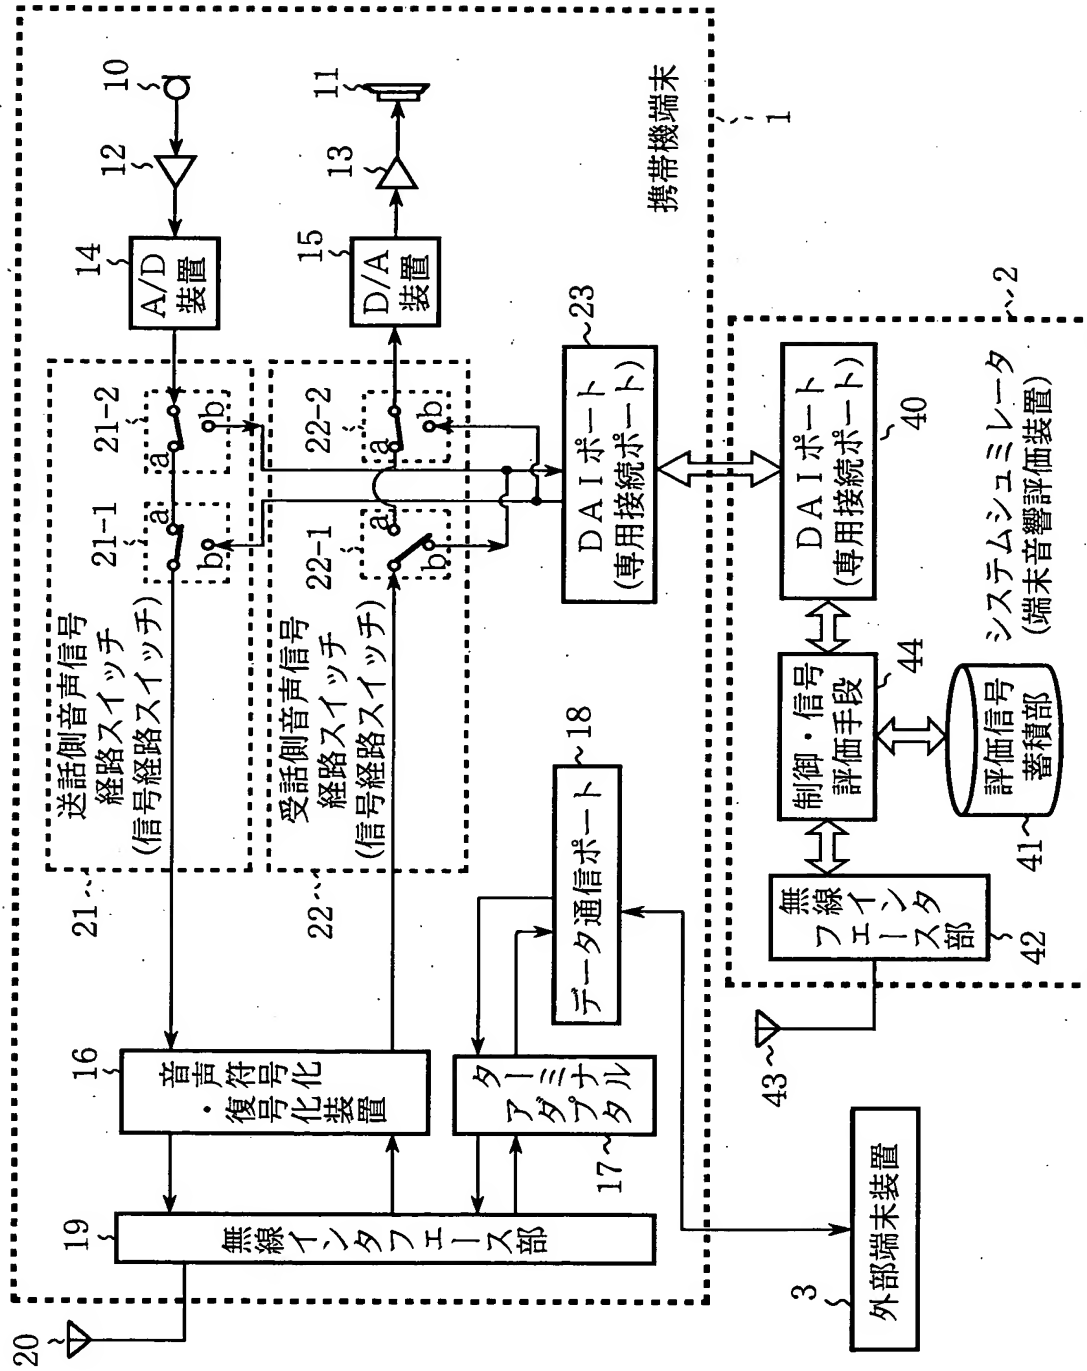 20
19
無線インタフェース部
16
音声符号化
・復号化装置
ターミナル
アダプタ
17
データ通信ポート
18
3
外部端末装置
21
送話側音声信号
経路スイッチ
(信号経路スイッチ)
21-1
a
b
21-2
a
b
14
A/D
装置
12
10
22
受話側音声信号
経路スイッチ
(信号経路スイッチ)
22-1
a
b
22-2
a
b
15
D/A
装置
13
11
23
DAIポート
(専用接続ポート)
携帯機端末
1
43
無線インタ
フェース部
42
制御・信号
評価手段
44
評価信号
蓄積部
41
DAIポート
(専用接続ポート)
40
システムシュミレータ
(端末音響評価装置)
2